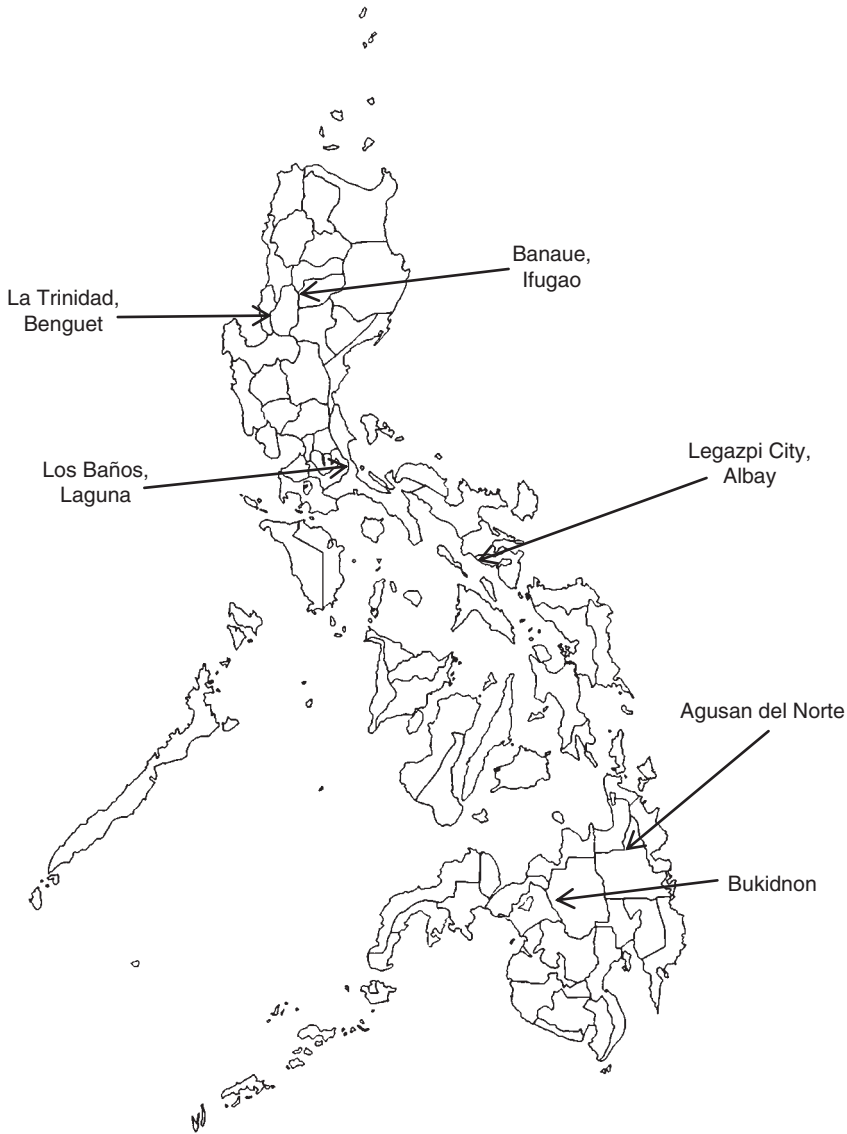 Banaue,
Ifugao
La Trinidad,
Benguet
Los Baños,
Laguna
Legazpi City,
Albay
Agusan del Norte
Bukidnon